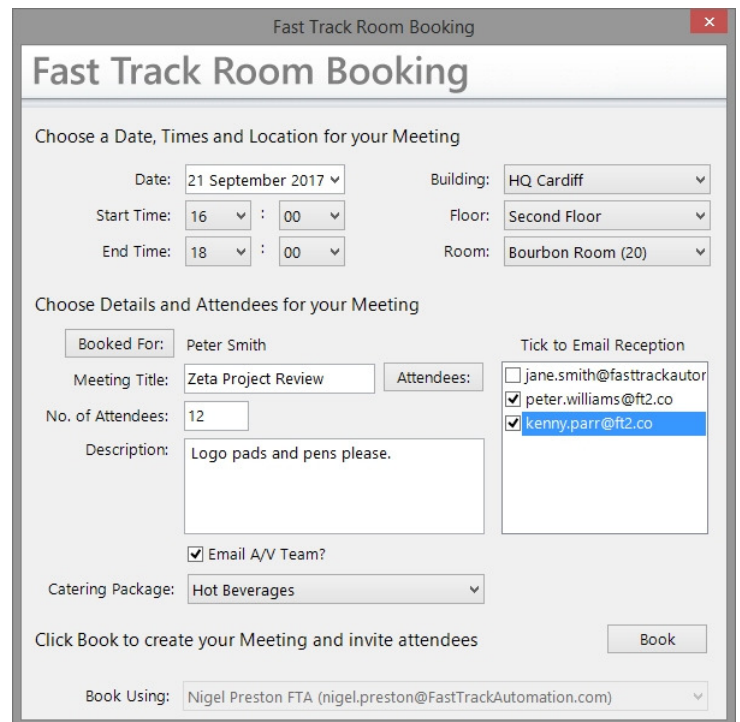 Fast Track Room Booking
Fast Track Room Booking
Choose a Date, Times and Location for your Meeting
Date: 21 September 2017 Building: HQ Cardiff
Start Time: 16 : 00 Floor: Second Floor
End Time: 18 : 00 Room: Bourbon Room (20)
Choose Details and Attendees for your Meeting
Booked For: Peter Smith Tick to Email Reception
Meeting Title: Zeta Project Review Attendees: jane.smith@fasttrackautor
No. of Attendees: 12 peter.williams@ft2.co
kenny.parr@ft2.co
Description: Logo pads and pens please.
Email A/V Team?
Catering Package: Hot Beverages
Click Book to create your Meeting and invite attendees Book
Book Using: Nigel Preston FTA (nigel.preston@FastTrackAutomation.com)